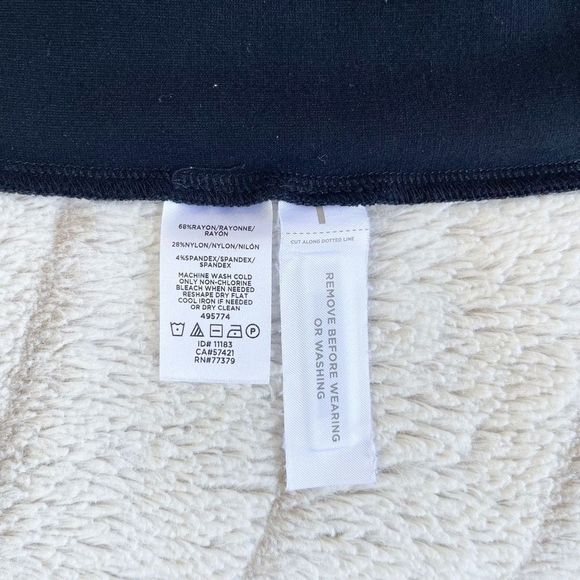 68%RAYON/RAYONNE/
RAYÓN
28%NYLON/NYLON/NILÓN
4%SPANDEX/SPANDEX/
SPANDEX
MACHINE WASH COLD
ONLY NON-CHLORINE
BLEACH WHEN NEEDED
RESHAPE DRY FLAT
COOL IRON IF NEEDED
OR DRY CLEAN
495774
P
ID# 11183
CA#57421
RN#77379
CUT ALONG DOTTED LINE
REMOVE BEFORE WEARING
OR WASHING